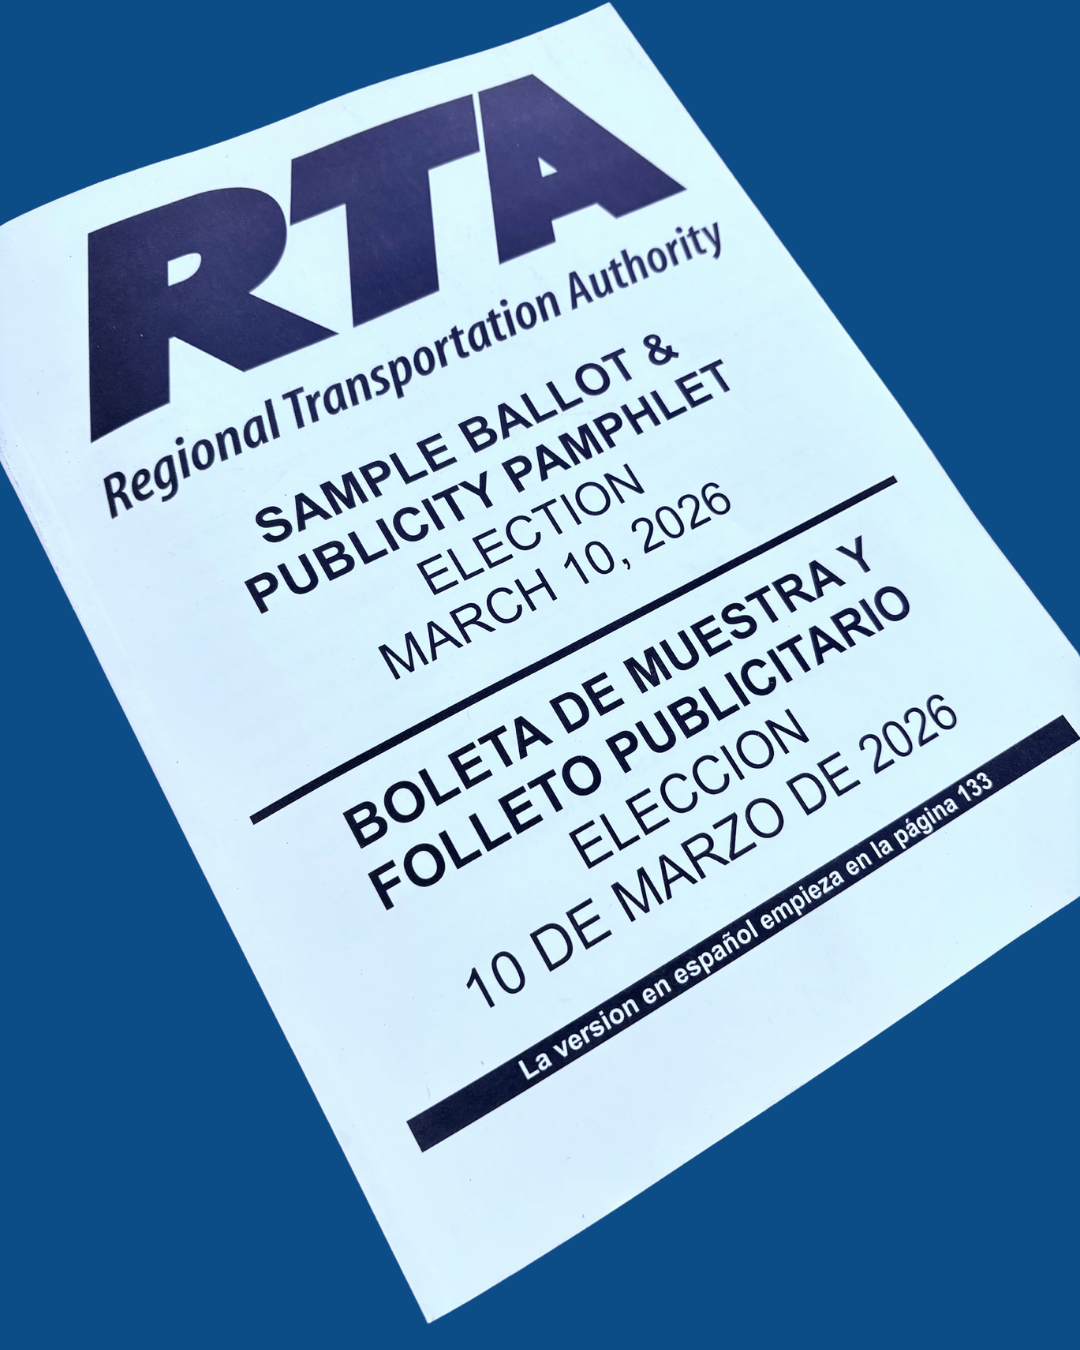 RTA
Regional Transportation Authority
SAMPLE BALLOT &
PUBLICITY PAMPHLET
ELECTION
MARCH 10, 2026
BOLETA DE MUESTRA Y
FOLLETO PUBLICITARIO
ELECCION
10 DE MARZO DE 2026
La version en español empieza en la página 133